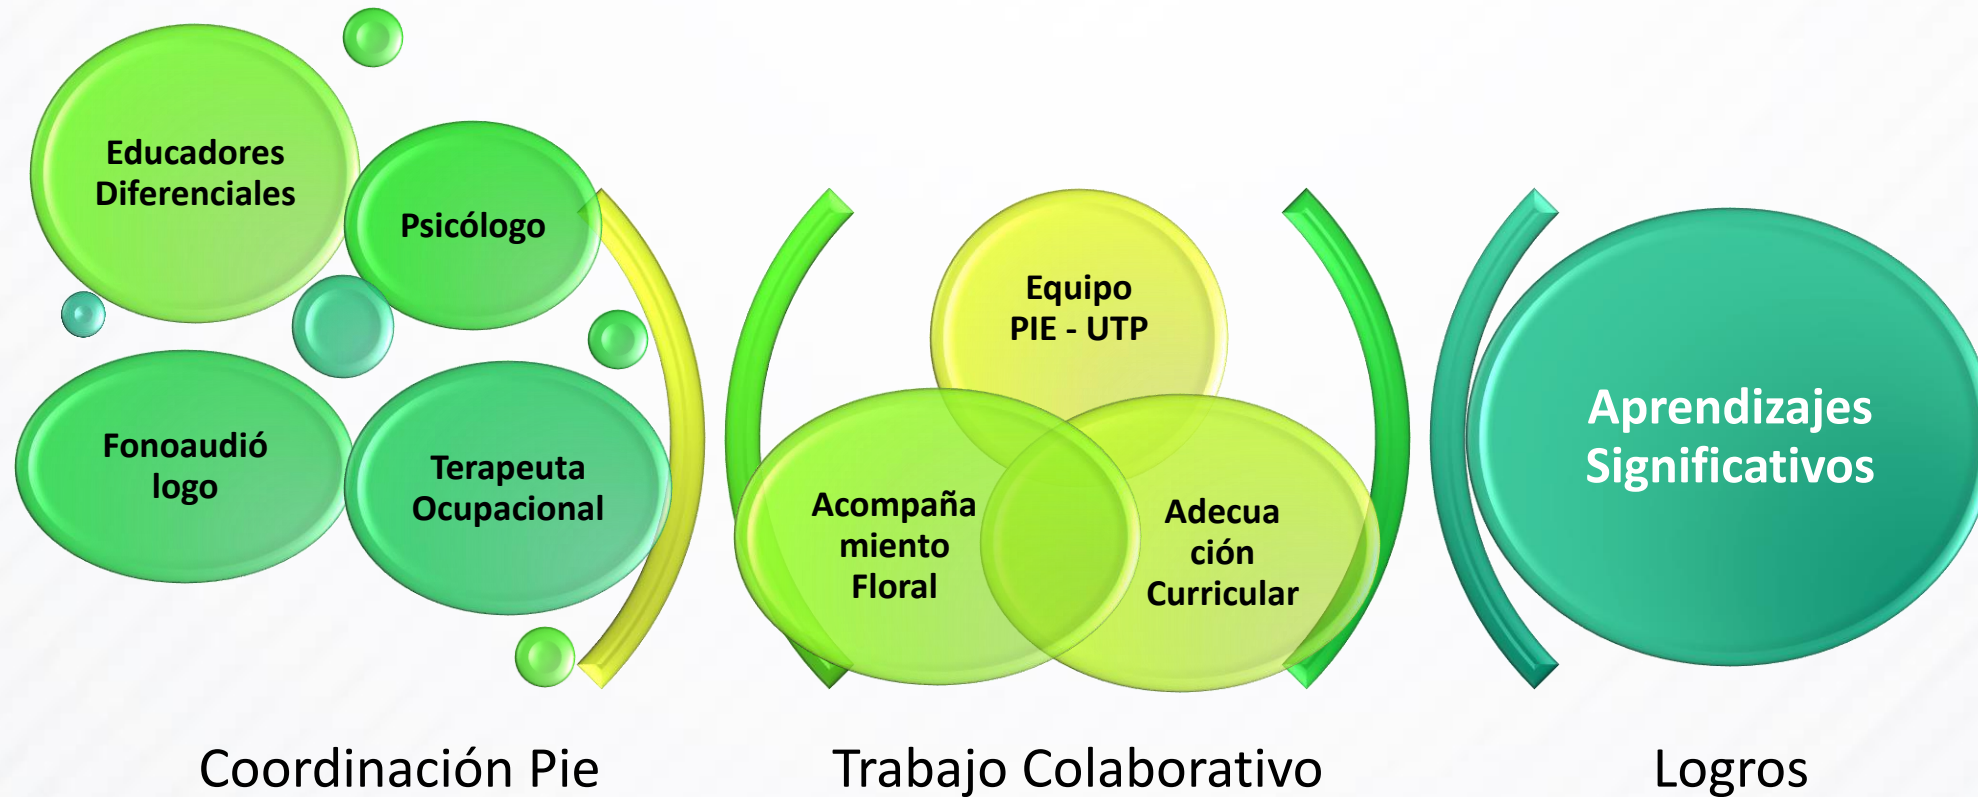 Educadores
Diferenciales
Psicólogo
Fonoaudió
logo
Terapeuta
Ocupacional
Coordinación Pie
Equipo
PIE - UTP
Acompaña
miento
Floral
Adecua
ción
Curricular
Trabajo Colaborativo
Aprendizajes
Significativos
Logros